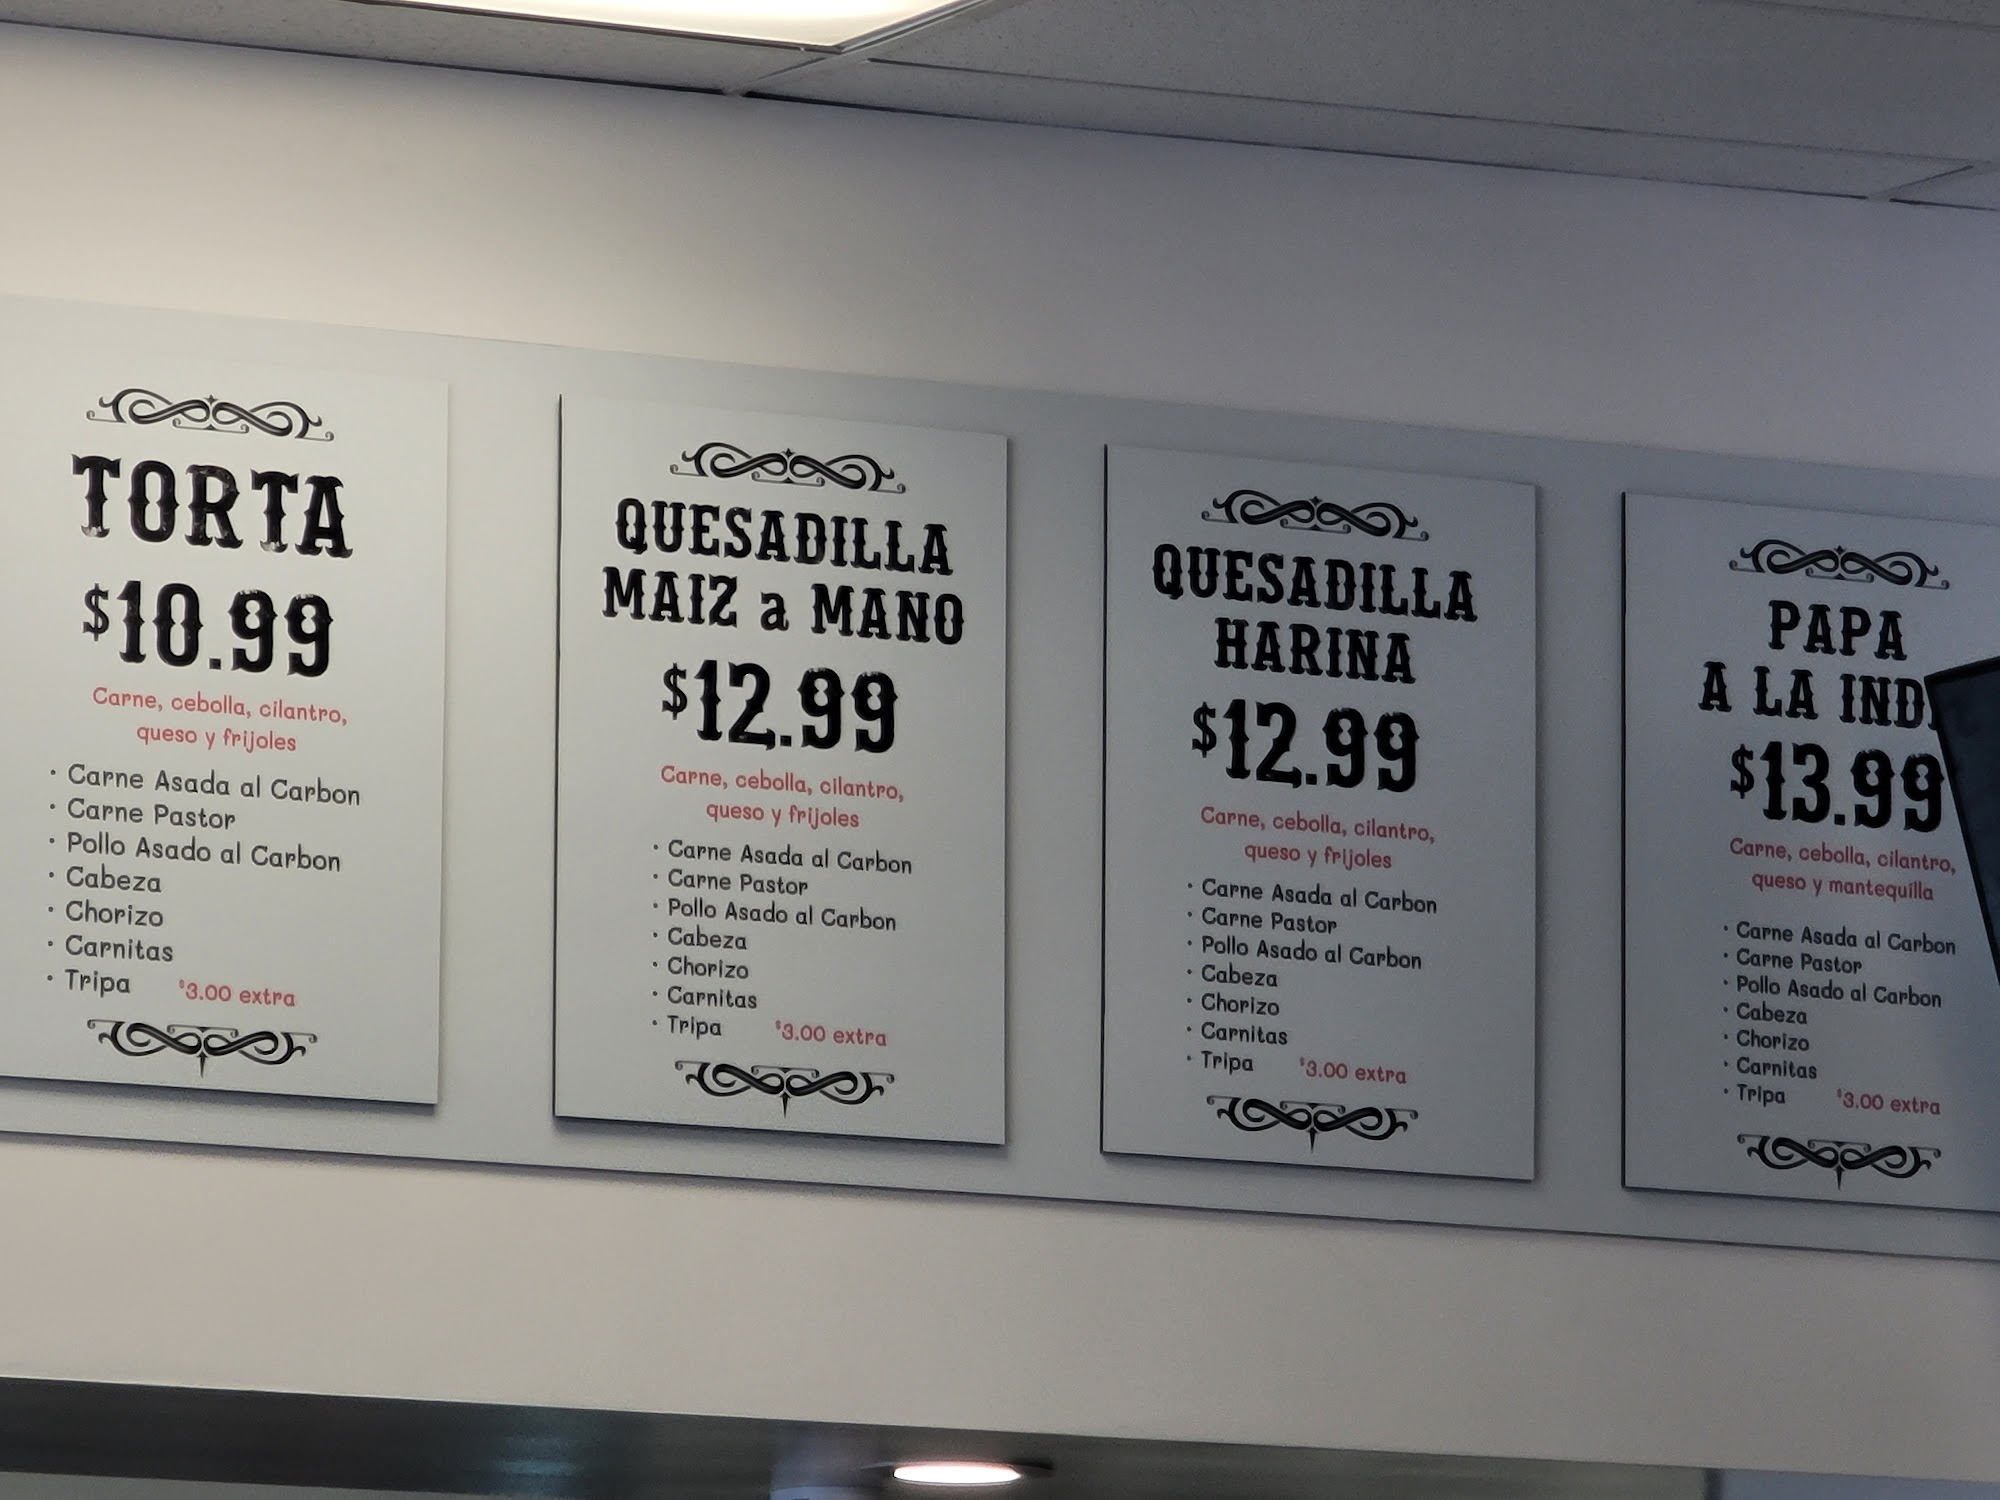 TORTA
$10.99
Carne, cebolla, cilantro,
queso y frijoles
· Carne Asada al Carbon
· Carne Pastor
· Pollo Asado al Carbon
· Cabeza
· Chorizo
· Carnitas
· Tripa $3.00 extra
QUESADILLA
MAIZ a MANO
$12.99
Carne, cebolla, cilantro,
queso y frijoles
· Carne Asada al Carbon
· Carne Pastor
· Pollo Asado al Carbon
· Cabeza
· Chorizo
· Carnitas
· Tripa $3.00 extra
QUESADILLA
HARINA
$12.99
Carne, cebolla, cilantro,
queso y frijoles
· Carne Asada al Carbon
· Carne Pastor
· Pollo Asado al Carbon
· Cabeza
· Chorizo
· Carnitas
· Tripa $3.00 extra
PAPA
A LA
$13.99
Carne, cebolla, cilantro,
queso y mantequilla
· Carne Asada al Carbon
· Carne Pastor
· Pollo Asado al Carbon
· Cabeza
· Chorizo
· Carnitas
· Tripa $3.00 extra